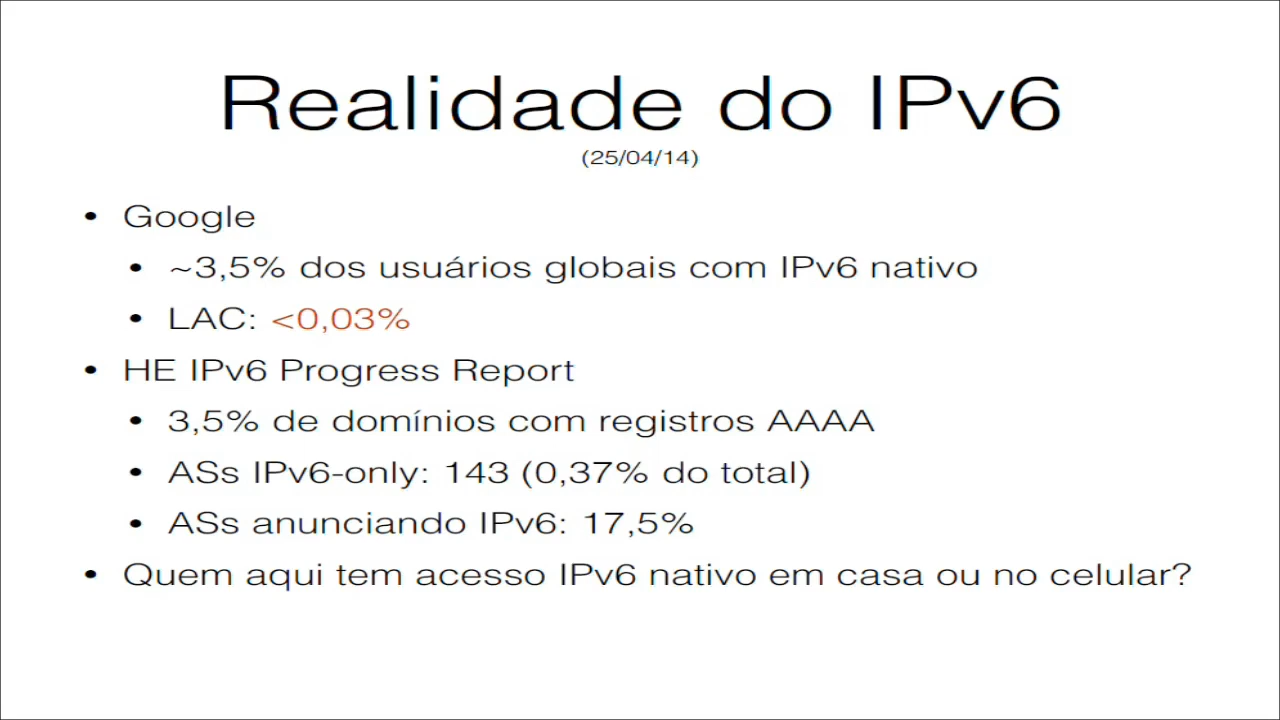 Realidade do IPv6
(25/04/14)
• Google
• ~3,5% dos usuários globais com IPv6 nativo
• LAC: <0,03%
• HE IPv6 Progress Report
• 3,5% de domínios com registros AAAA
• ASs IPv6-only: 143 (0,37% do total)
• ASs anunciando IPv6: 17,5%
• Quem aqui tem acesso IPv6 nativo em casa ou no celular?